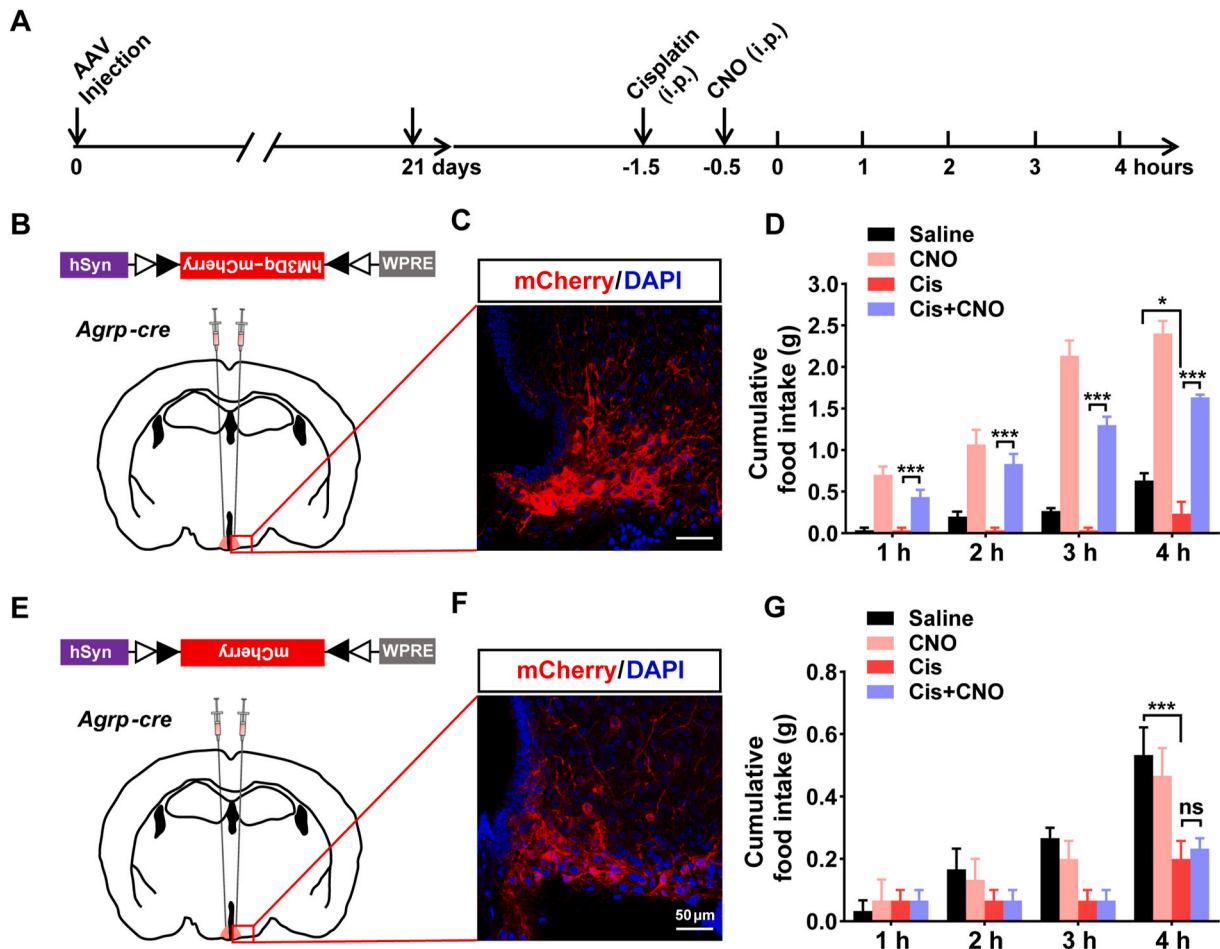 A
AAV
Injection
Cisplatin
(i.p.)
CNO (i.p.)
0
21 days
-1.5
-0.5
0
1
2
3
4 hours
B
hSyn
hM3Dq-mCherry
WPRE
Agrp-cre
C
mCherry/DAPI
D
Saline
CNO
Cis
Cis+CNO
Cumulative
food intake (g)
3.0
2.5
2.0
1.5
1.0
0.5
0.0
***
***
***
*
***
1 h
2 h
3 h
4 h
E
hSyn
mCherry
WPRE
Agrp-cre
F
mCherry/DAPI
50 μm
G
Saline
CNO
Cis
Cis+CNO
Cumulative
food intake (g)
0.8
0.6
0.4
0.2
0.0
***
ns
1 h
2 h
3 h
4 h